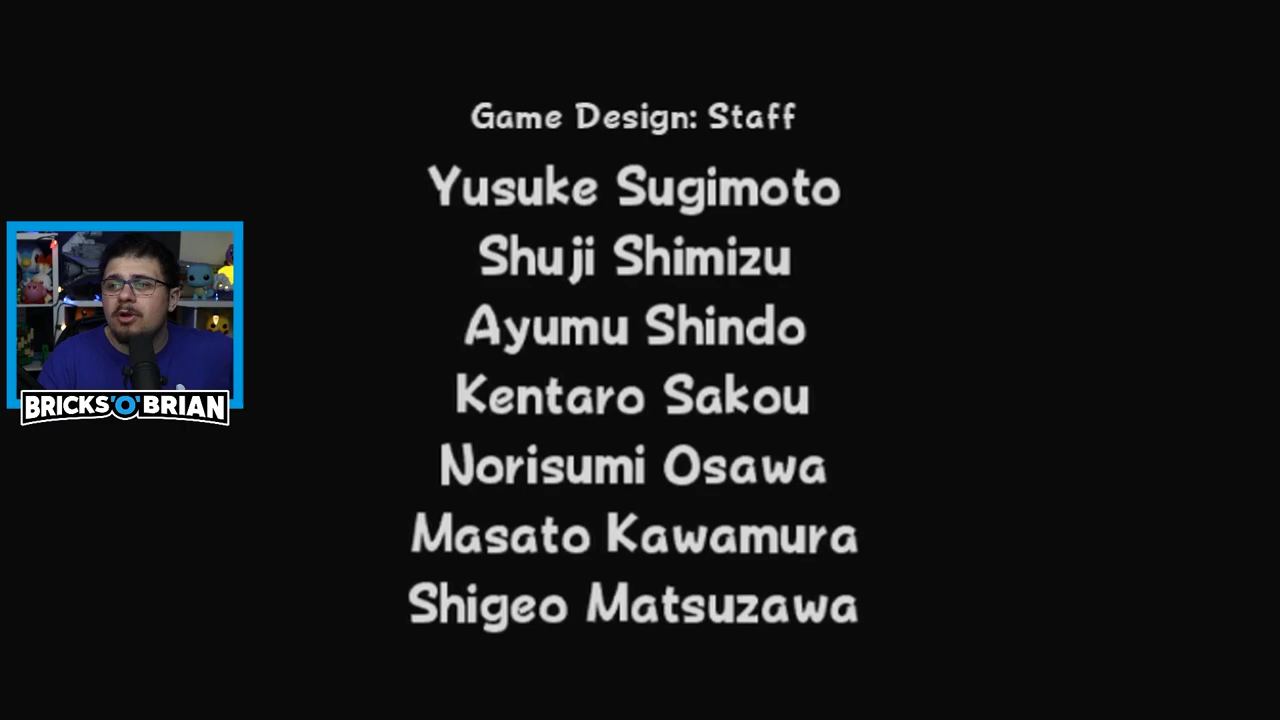 Game Design: Staff
Yusuke Sugimoto
Shuji Shimizu
Ayumu Shindo
Kentaro Sakou
Norisumi Osawa
Masato Kawamura
Shigeo Matsuzawa
BRICKS'O'BRIAN